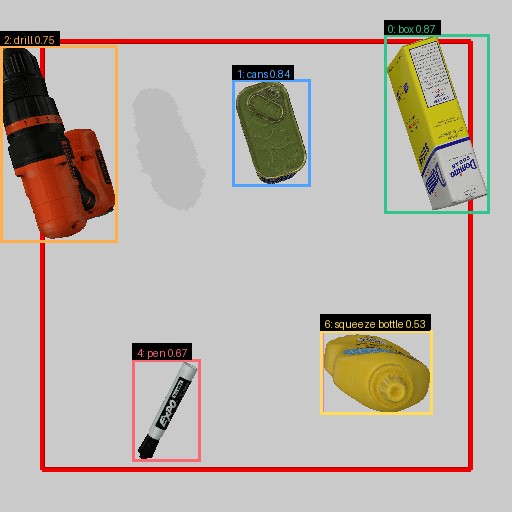 2: drill 0.75
1: cans 0.84
0: box 0.87
Domino
SUGAR
6: squeeze bottle 0.53
4: pen 0.67
EXPO